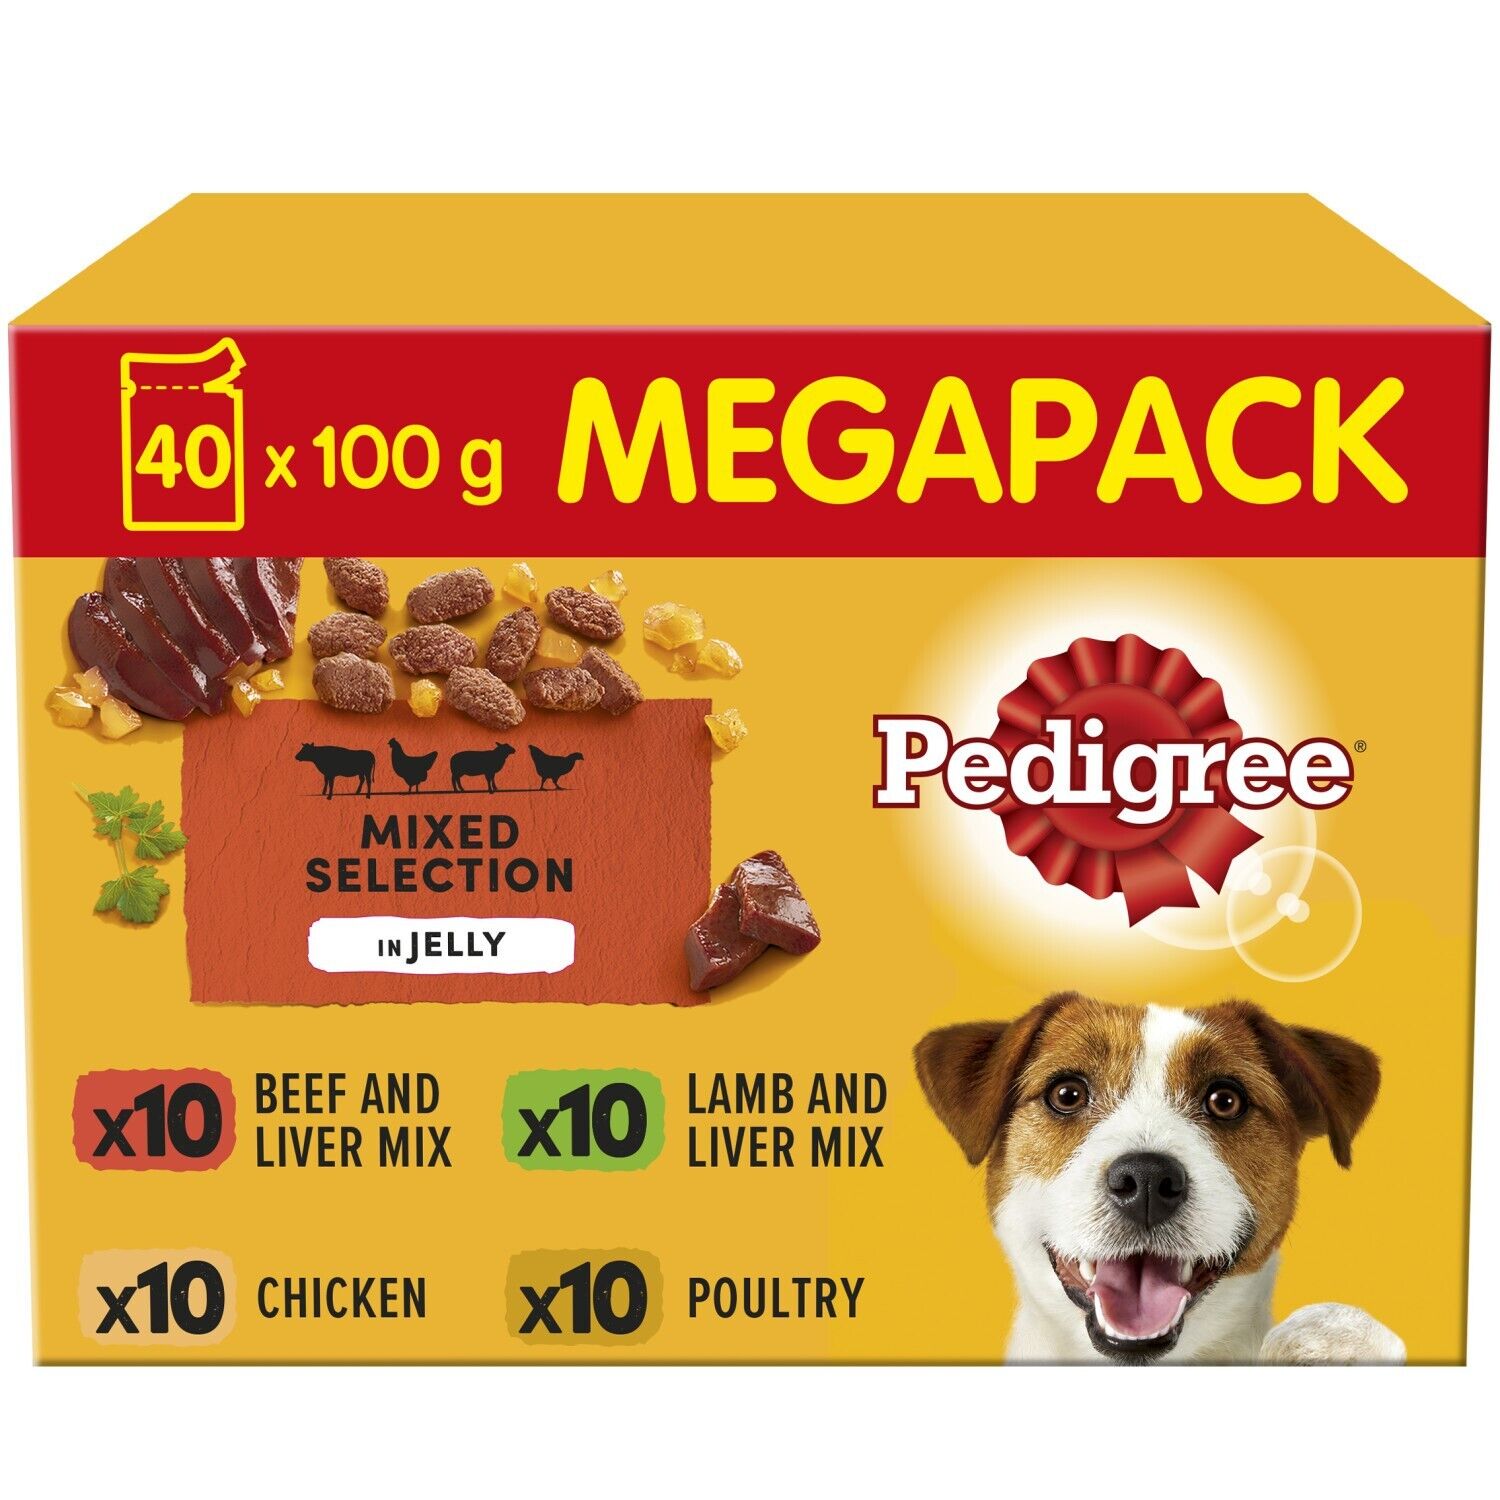 40 x 100 g MEGAPACK
Pedigree®
MIXED
SELECTION
IN JELLY
x10 BEEF AND
LIVER MIX
x10 LAMB AND
LIVER MIX
x10 CHICKEN
x10 POULTRY